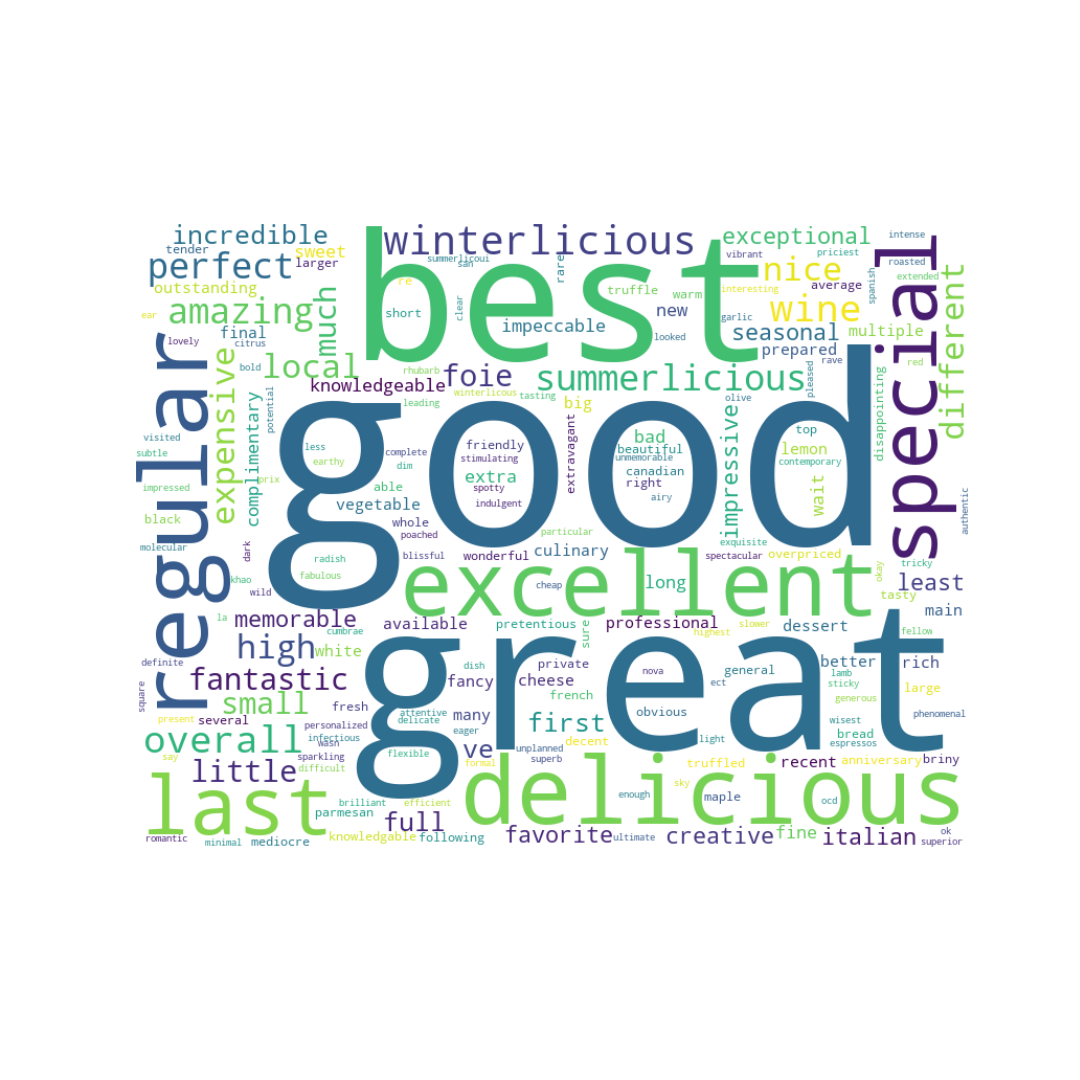 incredible
winterlicious
exceptional
intense
tender
sweet
summerlicoui
vibrant
priciest
larger
san
rare
roasted
perfect
best
nice
spanish
extended
outstanding
re
truffle
warm
interesting
average
different
amazing
much
short
clear
wine
special
ear
impeccable
new
garlic
final
looked
seasonal
multiple
lovely
citrus
prepared
regular
bold
local
rhubarb
foie
summerlicious
rave
red
expensive
knowledgeable
winterlicious
tasting
pleased
potential
leading
big
olive
disappointing
complimentary
good
extravagant
bad
impressive
top
visited
less
complete
friendly
beautiful
unmemorable
lemon
subtle
earthy
dim
stimulating
canadian
contemporary
impressed
prix
able
extra
spotty
right
wait
vegetable
indulgent
airy
black
whole
particular
authentic
poached
exquisite
molecular
dark
blissful
wonderful
culinary
spectacular
overpriced
radish
tricky
khao
fabulous
excellent
cheap
long
okay
least
wild
tasty
la
memorable
available
pretentious
professional
highest
slower
main
cumbrae
sure
dessert
fellow
high
white
great
definite
dish
private
nova
general
better
rich
fantastic
fancy
cheese
lamb
ect
sticky
square
small
fresh
french
generous
large
attentive
many
first
obvious
present
several
personalized
delicate
eager
wisest
phenomenal
overall
infectious
ve
decent
light
bread
wasn
unplanned
espressos
say
sparkling
flexible
superb
truffled
recent
anniversary
briny
little
difficult
formal
last
delicious
sky
brilliant
efficient
enough
maple
ocd
parmesan
full
romantic
minimal
mediocre
knowledgable
following
favorite
ultimate
creative
fine
italian
ok
superior